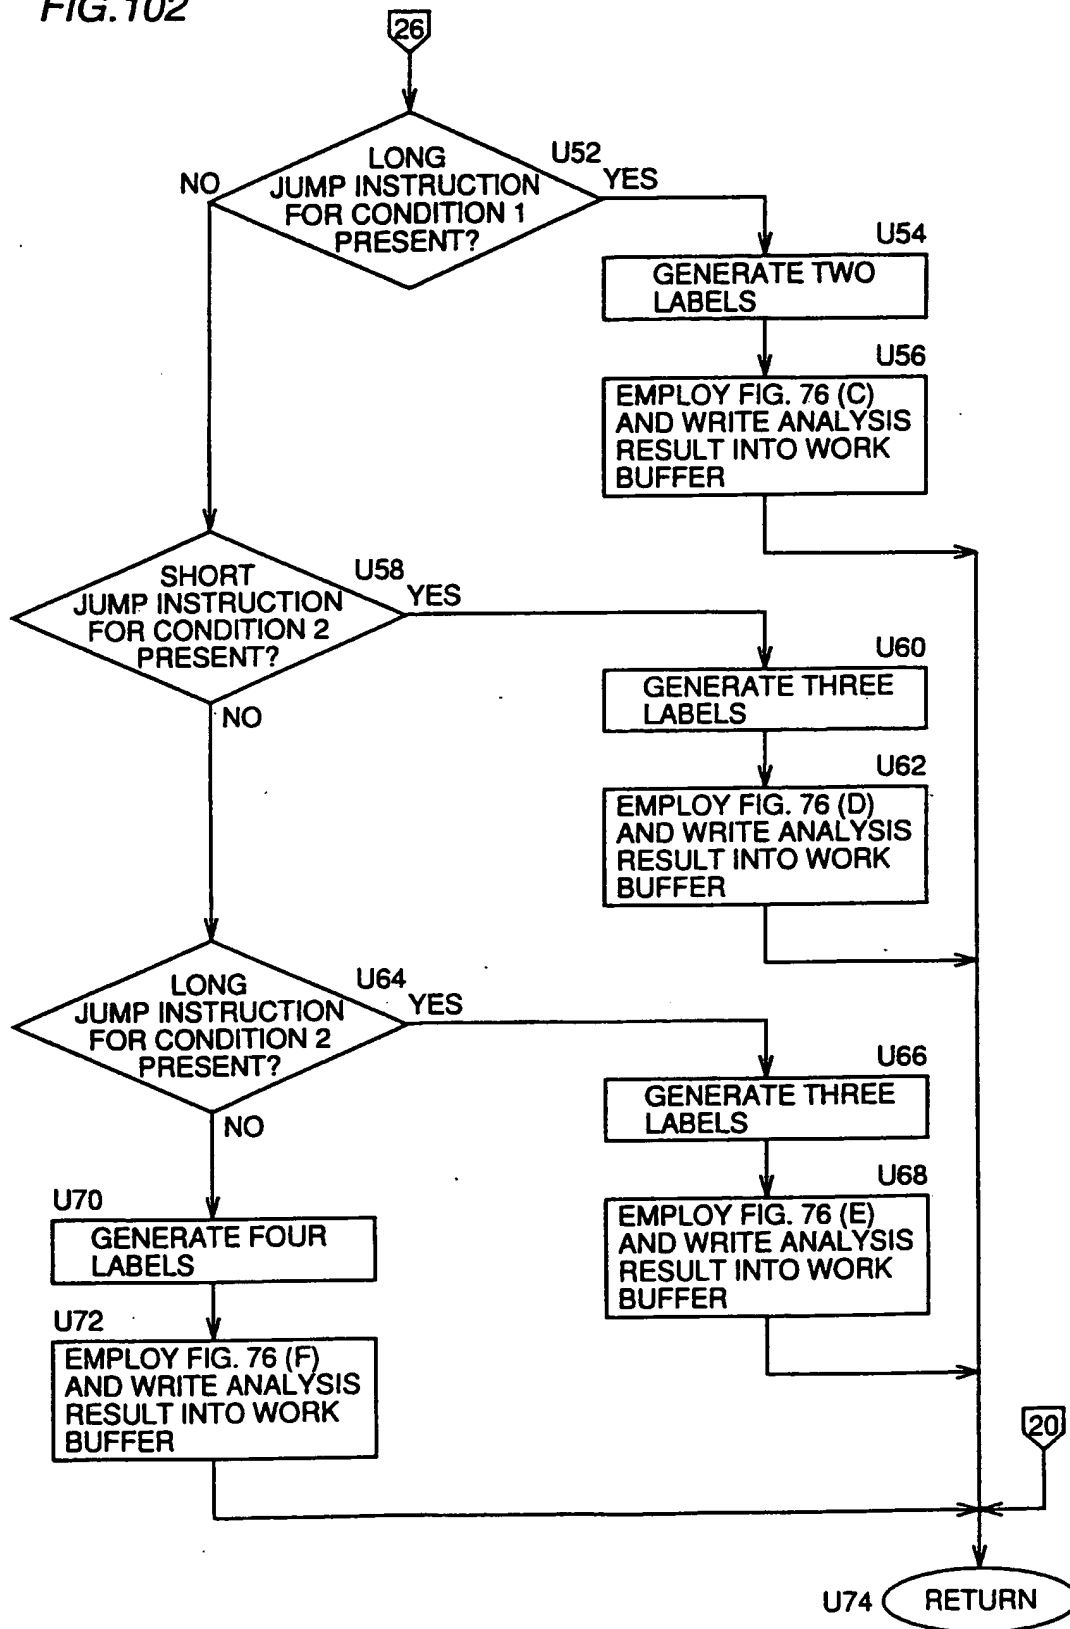 FIG.102
26
LONG
JUMP INSTRUCTION
FOR CONDITION 1
PRESENT?
U52
NO
YES
U54
GENERATE TWO
LABELS
U56
EMPLOY FIG. 76 (C)
AND WRITE ANALYSIS
RESULT INTO WORK
BUFFER
SHORT
JUMP INSTRUCTION
FOR CONDITION 2
PRESENT?
U58
YES
NO
U60
GENERATE THREE
LABELS
U62
EMPLOY FIG. 76 (D)
AND WRITE ANALYSIS
RESULT INTO WORK
BUFFER
LONG
JUMP INSTRUCTION
FOR CONDITION 2
PRESENT?
U64
YES
NO
U66
GENERATE THREE
LABELS
U68
EMPLOY FIG. 76 (E)
AND WRITE ANALYSIS
RESULT INTO WORK
BUFFER
U70
GENERATE FOUR
LABELS
U72
EMPLOY FIG. 76 (F)
AND WRITE ANALYSIS
RESULT INTO WORK
BUFFER
20
U74
RETURN